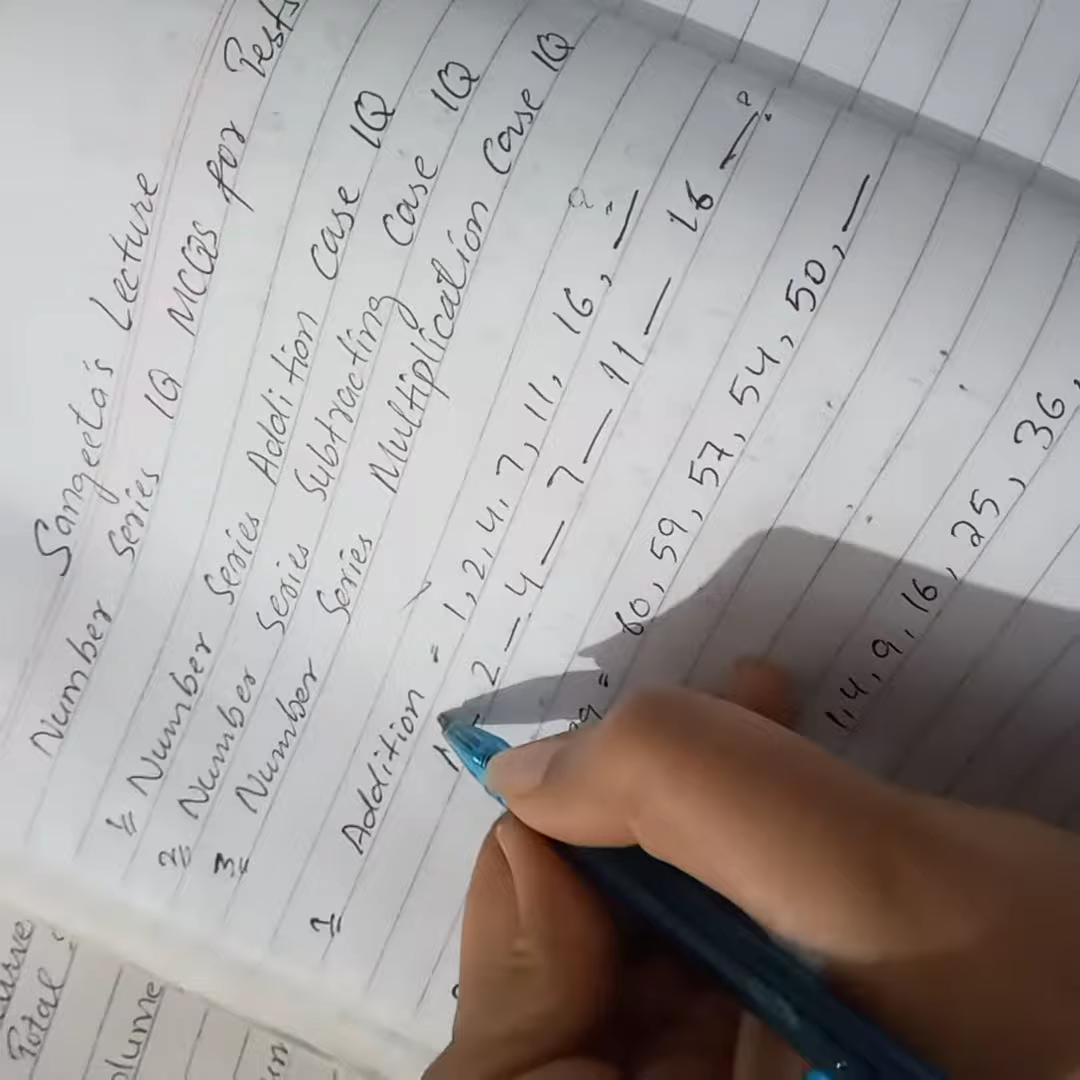 Sangeeta's Lecture
Number Series IQ MCQs for Tests
1 Number Series Addition Case IQ
2 Number Series Subtracting Case IQ
3 Number Series Multiplication Case IQ
1 Addition = 1, 2, 4, 7, 11, 16, _ ?
1 - 2 - 4 - 7 - 11 - 16 - ?
= 60, 59, 57, 54, 50, _
1, 4, 9, 16, 25, 36,
Total